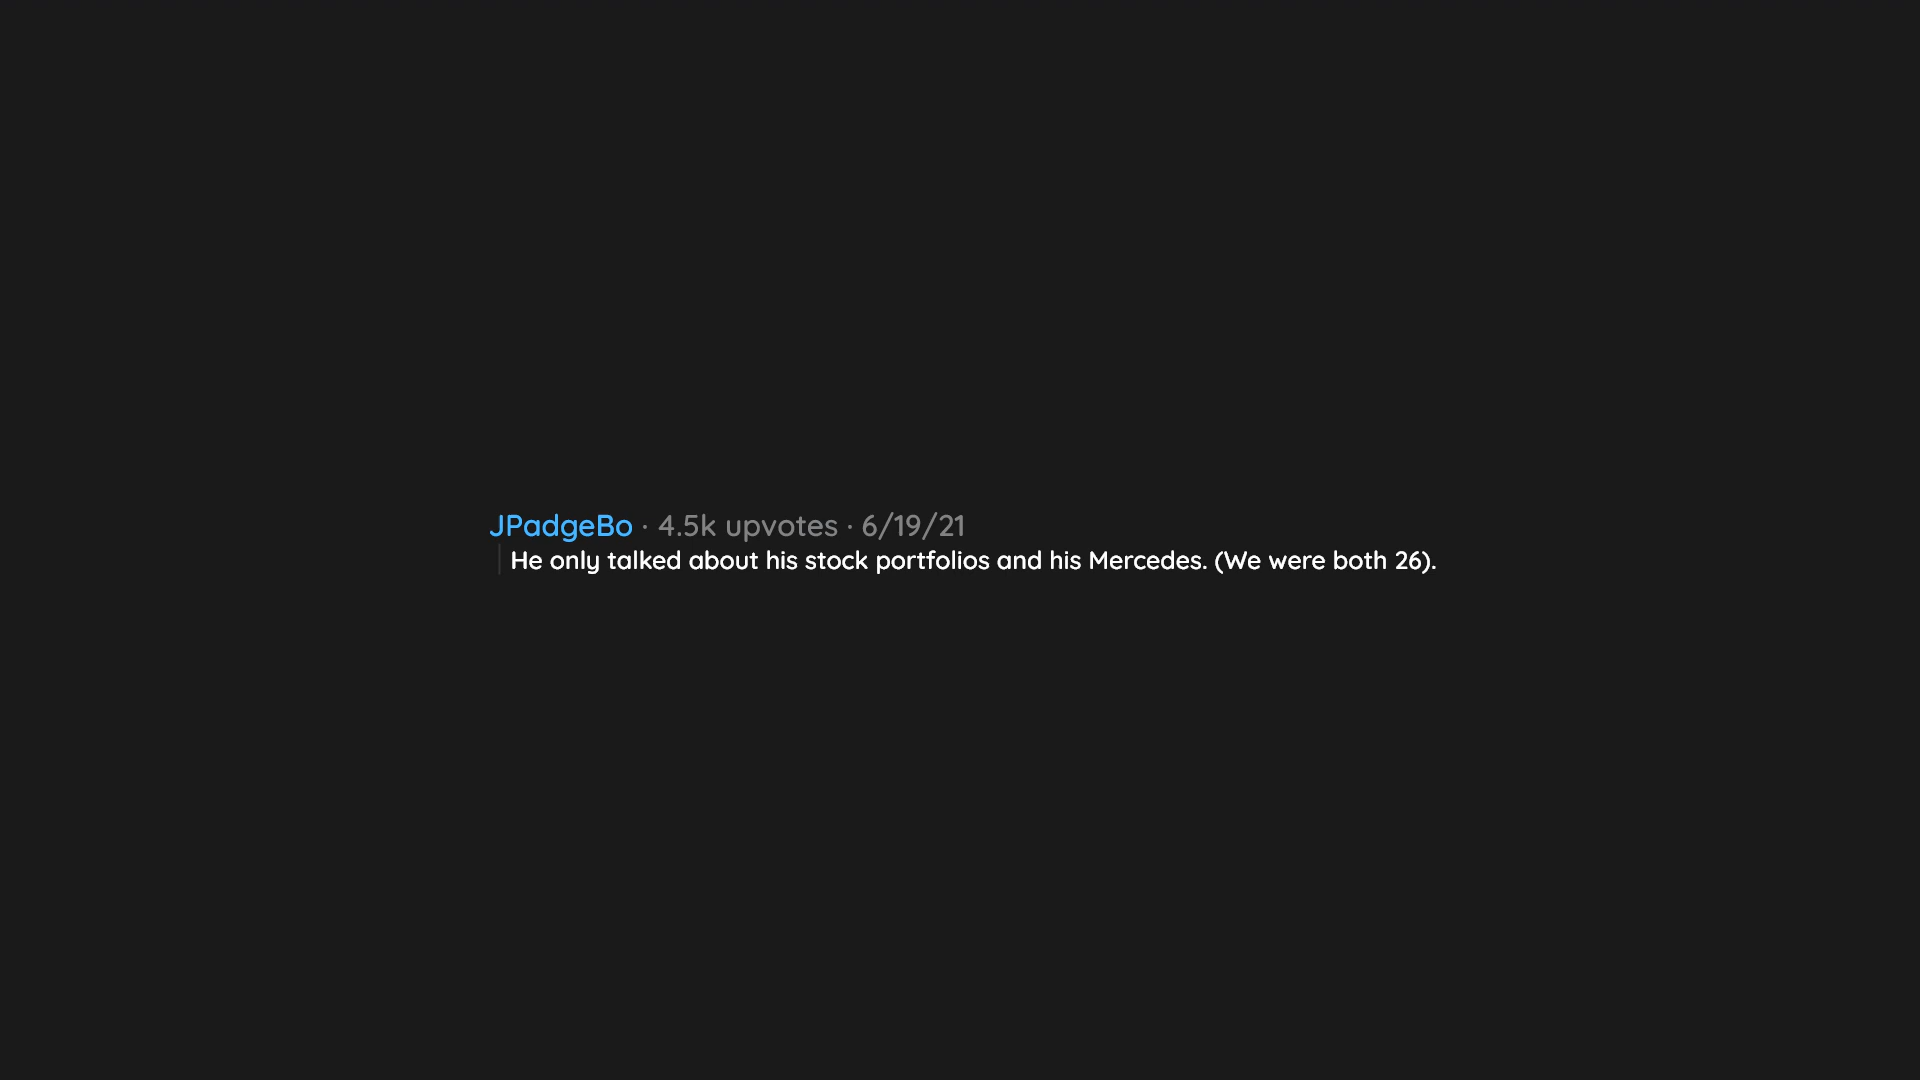 JPadgeBo · 4.5k upvotes · 6/19/21
He only talked about his stock portfolios and his Mercedes. (We were both 26).